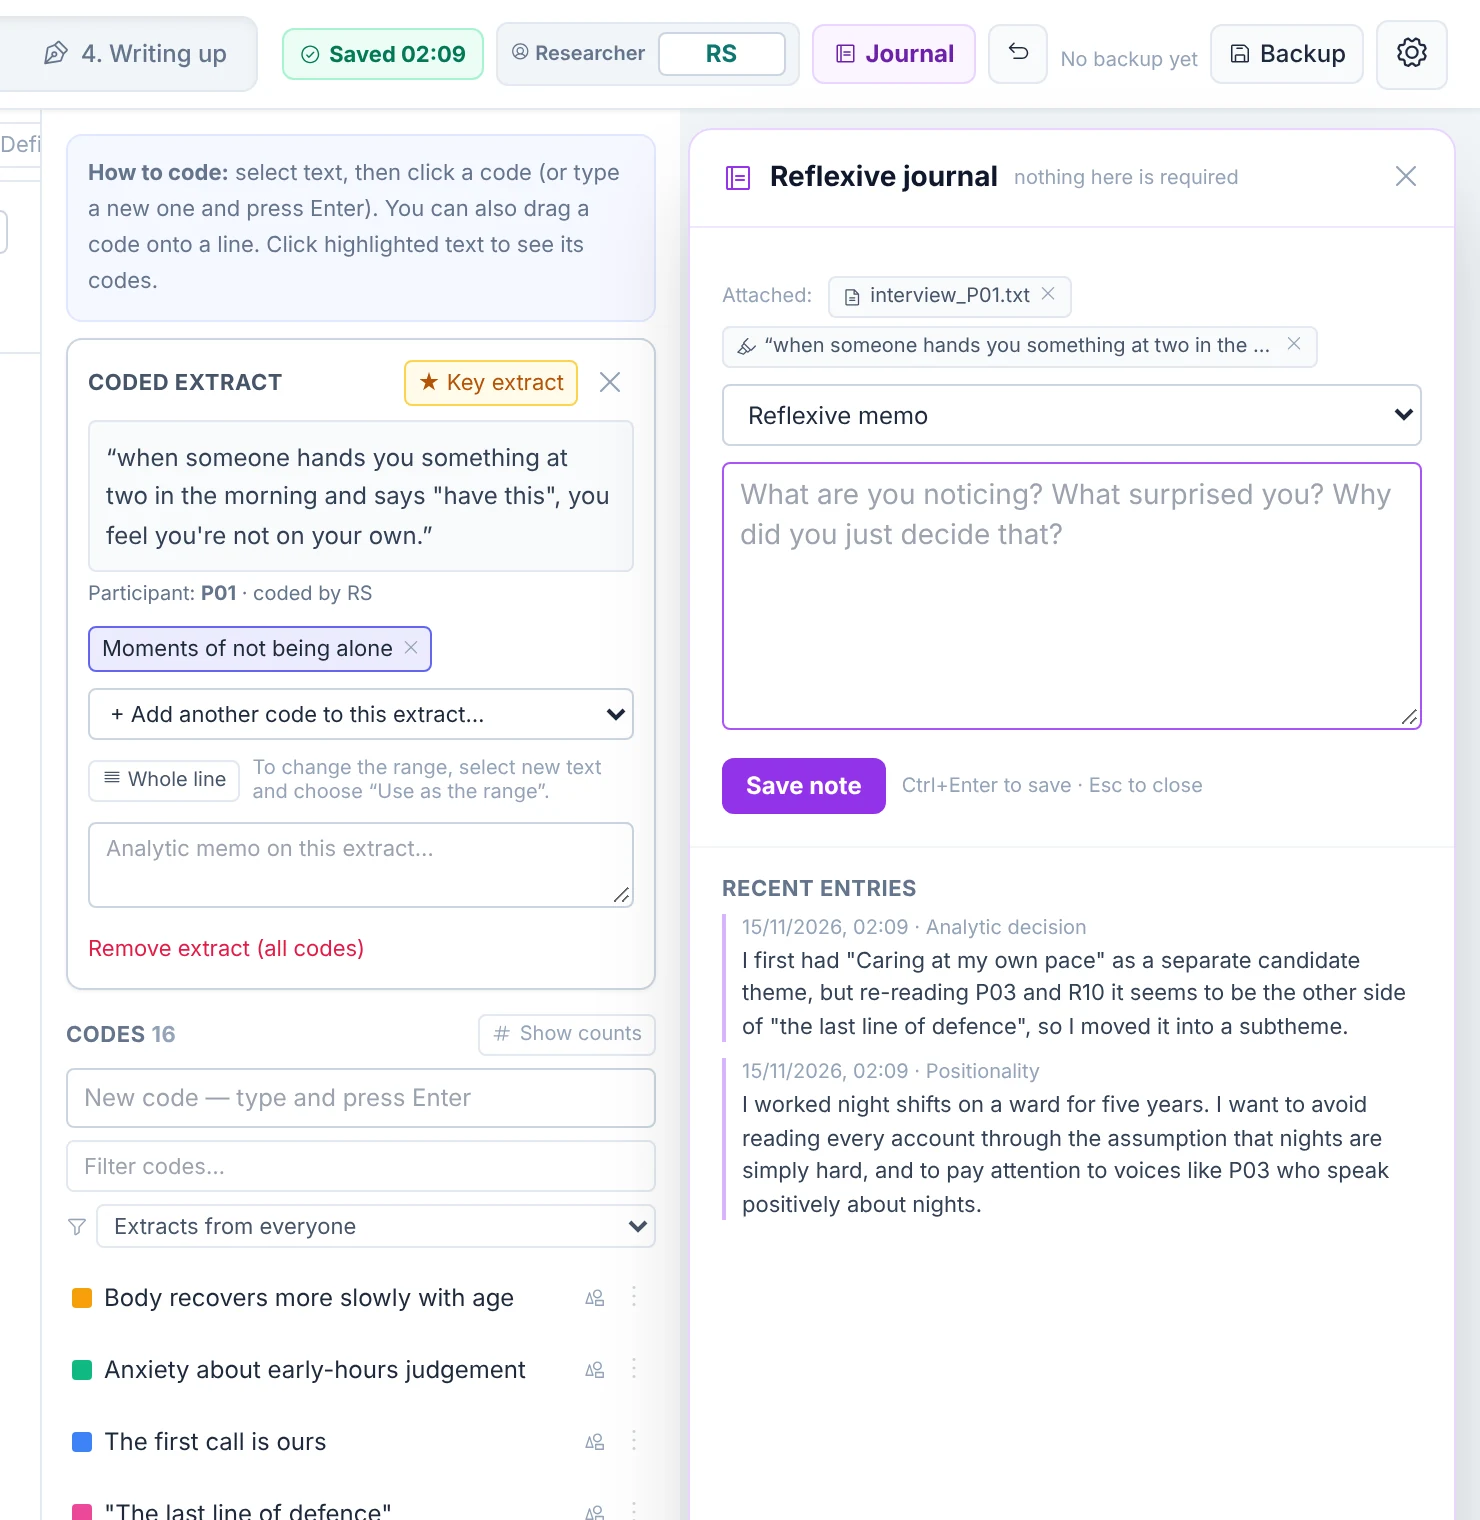 4. Writing up
Saved 02:09
Researcher
RS
Journal
No backup yet
Backup
Defi
How to code: select text, then click a code (or type
a new one and press Enter). You can also drag a
code onto a line. Click highlighted text to see its
codes.
CODED EXTRACT
★ Key extract
“when someone hands you something at
two in the morning and says "have this", you
feel you're not on your own.”
Participant: P01 · coded by RS
Moments of not being alone
+ Add another code to this extract...
Whole line
To change the range, select new text
and choose “Use as the range”.
Analytic memo on this extract...
Remove extract (all codes)
CODES 16
# Show counts
New code — type and press Enter
Filter codes...
Extracts from everyone
Body recovers more slowly with age
Anxiety about early-hours judgement
The first call is ours
"The last line of defence"
Reflexive journal nothing here is required
Attached:
interview_P01.txt
“when someone hands you something at two in the ...
Reflexive memo
What are you noticing? What surprised you? Why
did you just decide that?
Save note
Ctrl+Enter to save · Esc to close
RECENT ENTRIES
15/11/2026, 02:09 · Analytic decision
I first had "Caring at my own pace" as a separate candidate
theme, but re-reading P03 and R10 it seems to be the other side
of "the last line of defence", so I moved it into a subtheme.
15/11/2026, 02:09 · Positionality
I worked night shifts on a ward for five years. I want to avoid
reading every account through the assumption that nights are
simply hard, and to pay attention to voices like P03 who speak
positively about nights.